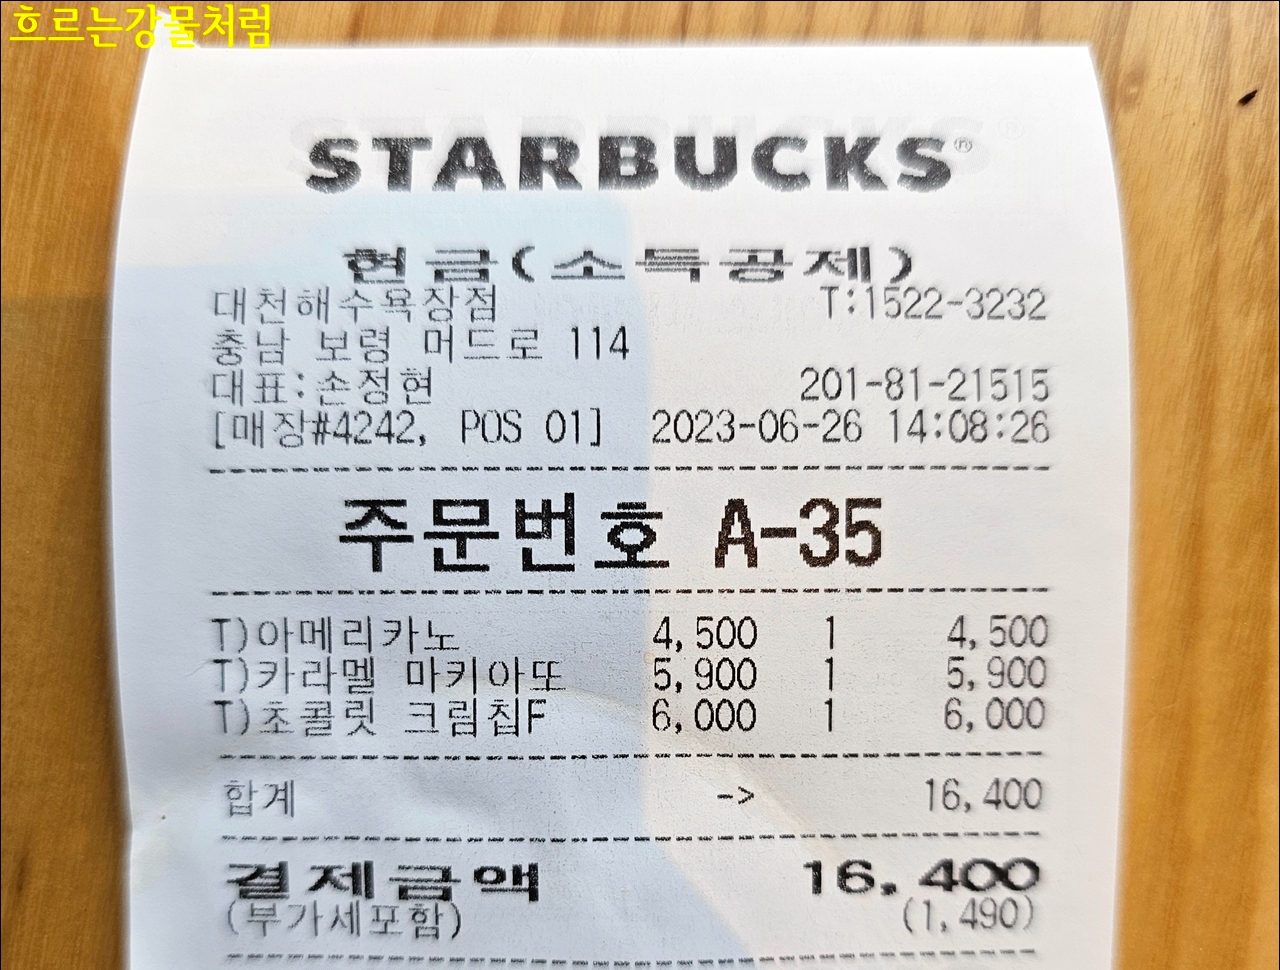 흐르는강물처럼
STARBUCKS®
현금(소득공제)
대천해수욕장점 T:1522-3232
충남 보령 머드로 114
대표:손정현 201-81-21515
[매장#4242, POS 01] 2023-06-26 14:08:26
주문번호 A-35
T)아메리카노 4,500 1 4,500
T)카라멜 마키아또 5,900 1 5,900
T)초콜릿 크림칩F 6,000 1 6,000
합계 -> 16,400
결제금액 16,400
(부가세포함) (1,490)